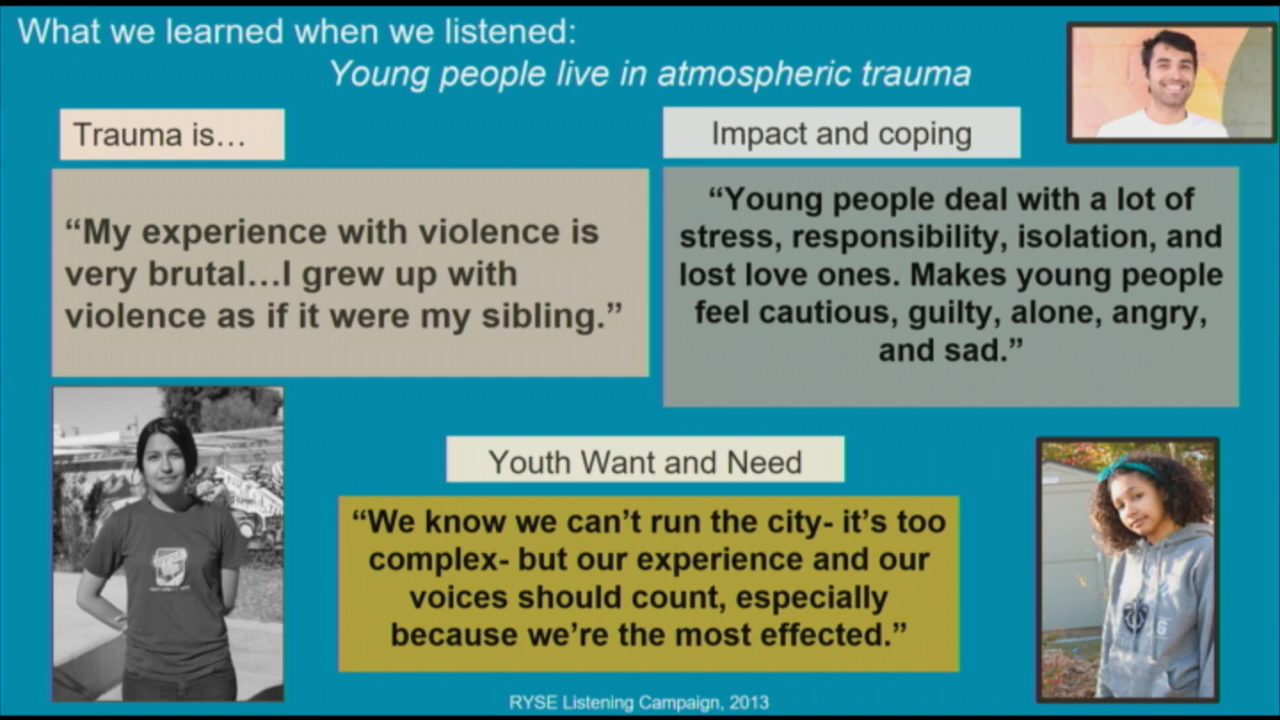 What we learned when we listened:
Young people live in atmospheric trauma
Trauma is…
“My experience with violence is
very brutal…I grew up with
violence as if it were my sibling.”
Impact and coping
“Young people deal with a lot of
stress, responsibility, isolation, and
lost love ones. Makes young people
feel cautious, guilty, alone, angry,
and sad.”
Youth Want and Need
“We know we can’t run the city- it’s too
complex- but our experience and our
voices should count, especially
because we’re the most effected.”
RYSE Listening Campaign, 2013